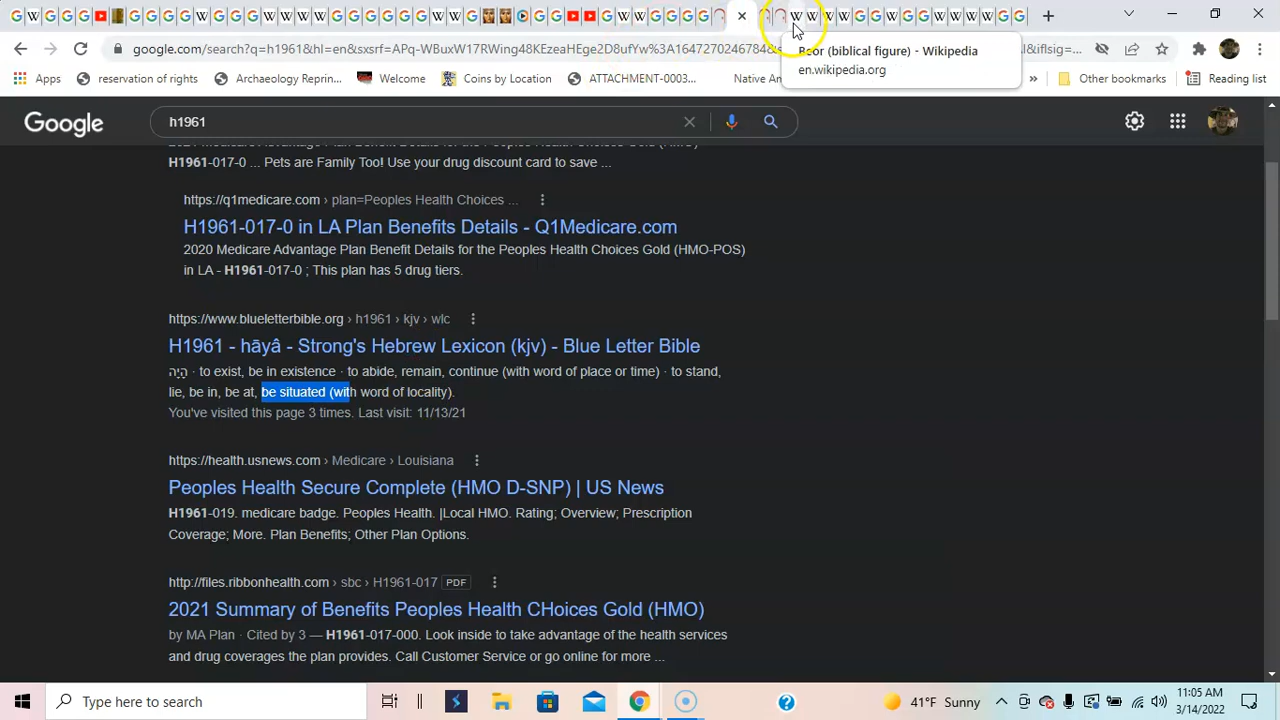 google.com/search?q=h1961&hl=en&sxsrf=APq-WBuxW17RWing48KEzeaHEge2D8ufYw%3A1647270246784&
l&iflsig=...
Beor (biblical figure) - Wikipedia
en.wikipedia.org
Apps
reservation of rights
Archaeology Reprin...
Welcome
Coins by Location
ATTACHMENT-0003...
Native An
»
Other bookmarks
Reading list
Google
h1961
H1961-017-0 ... Pets are Family Too! Use your drug discount card to save ...
https://q1medicare.com › plan=Peoples Health Choices ...
H1961-017-0 in LA Plan Benefits Details - Q1Medicare.com
2020 Medicare Advantage Plan Benefit Details for the Peoples Health Choices Gold (HMO-POS)
in LA - H1961-017-0 ; This plan has 5 drug tiers.
https://www.blueletterbible.org › h1961 › kjv › wlc
H1961 - hāyâ - Strong's Hebrew Lexicon (kjv) - Blue Letter Bible
הָיָה · to exist, be in existence · to abide, remain, continue (with word of place or time) · to stand,
lie, be in, be at, be situated (with word of locality).
You've visited this page 3 times. Last visit: 11/13/21
https://health.usnews.com › Medicare › Louisiana
Peoples Health Secure Complete (HMO D-SNP) | US News
H1961-019. medicare badge. Peoples Health. |Local HMO. Rating; Overview; Prescription
Coverage; More. Plan Benefits; Other Plan Options.
http://files.ribbonhealth.com › sbc › H1961-017 PDF
2021 Summary of Benefits Peoples Health CHoices Gold (HMO)
by MA Plan · Cited by 3 — H1961-017-000. Look inside to take advantage of the health services
and drug coverages the plan provides. Call Customer Service or go online for more ...
Type here to search
41°F Sunny
11:05 AM
3/14/2022